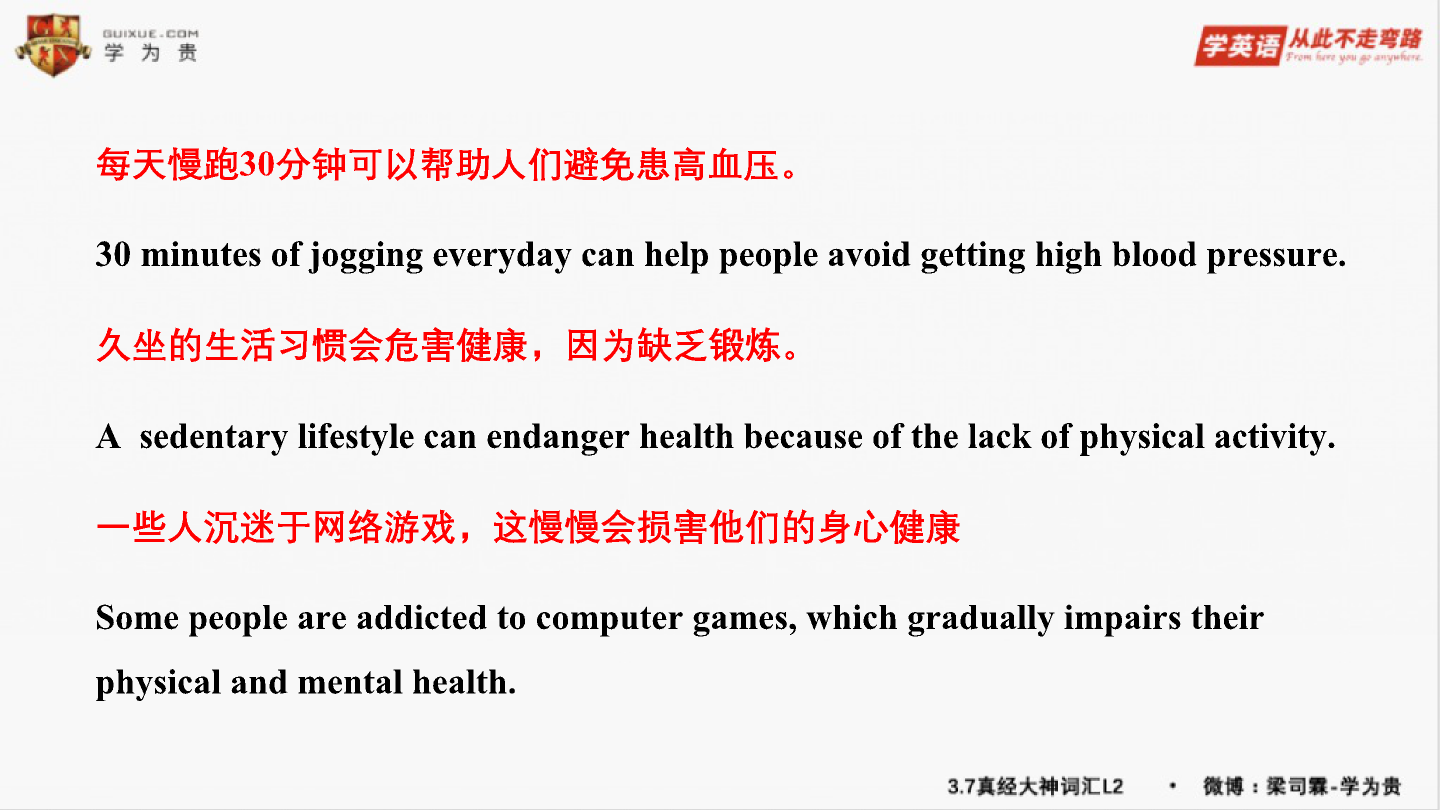 GUIXUE.COM
学为贵
学英语 从此不走弯路
From here you go anywhere.
每天慢跑30分钟可以帮助人们避免患高血压。
30 minutes of jogging everyday can help people avoid getting high blood pressure.
久坐的生活习惯会危害健康，因为缺乏锻炼。
A  sedentary lifestyle can endanger health because of the lack of physical activity.
一些人沉迷于网络游戏，这慢慢会损害他们的身心健康
Some people are addicted to computer games, which gradually impairs their
physical and mental health.
3.7真经大神词汇L2 · 微博：梁司霖-学为贵